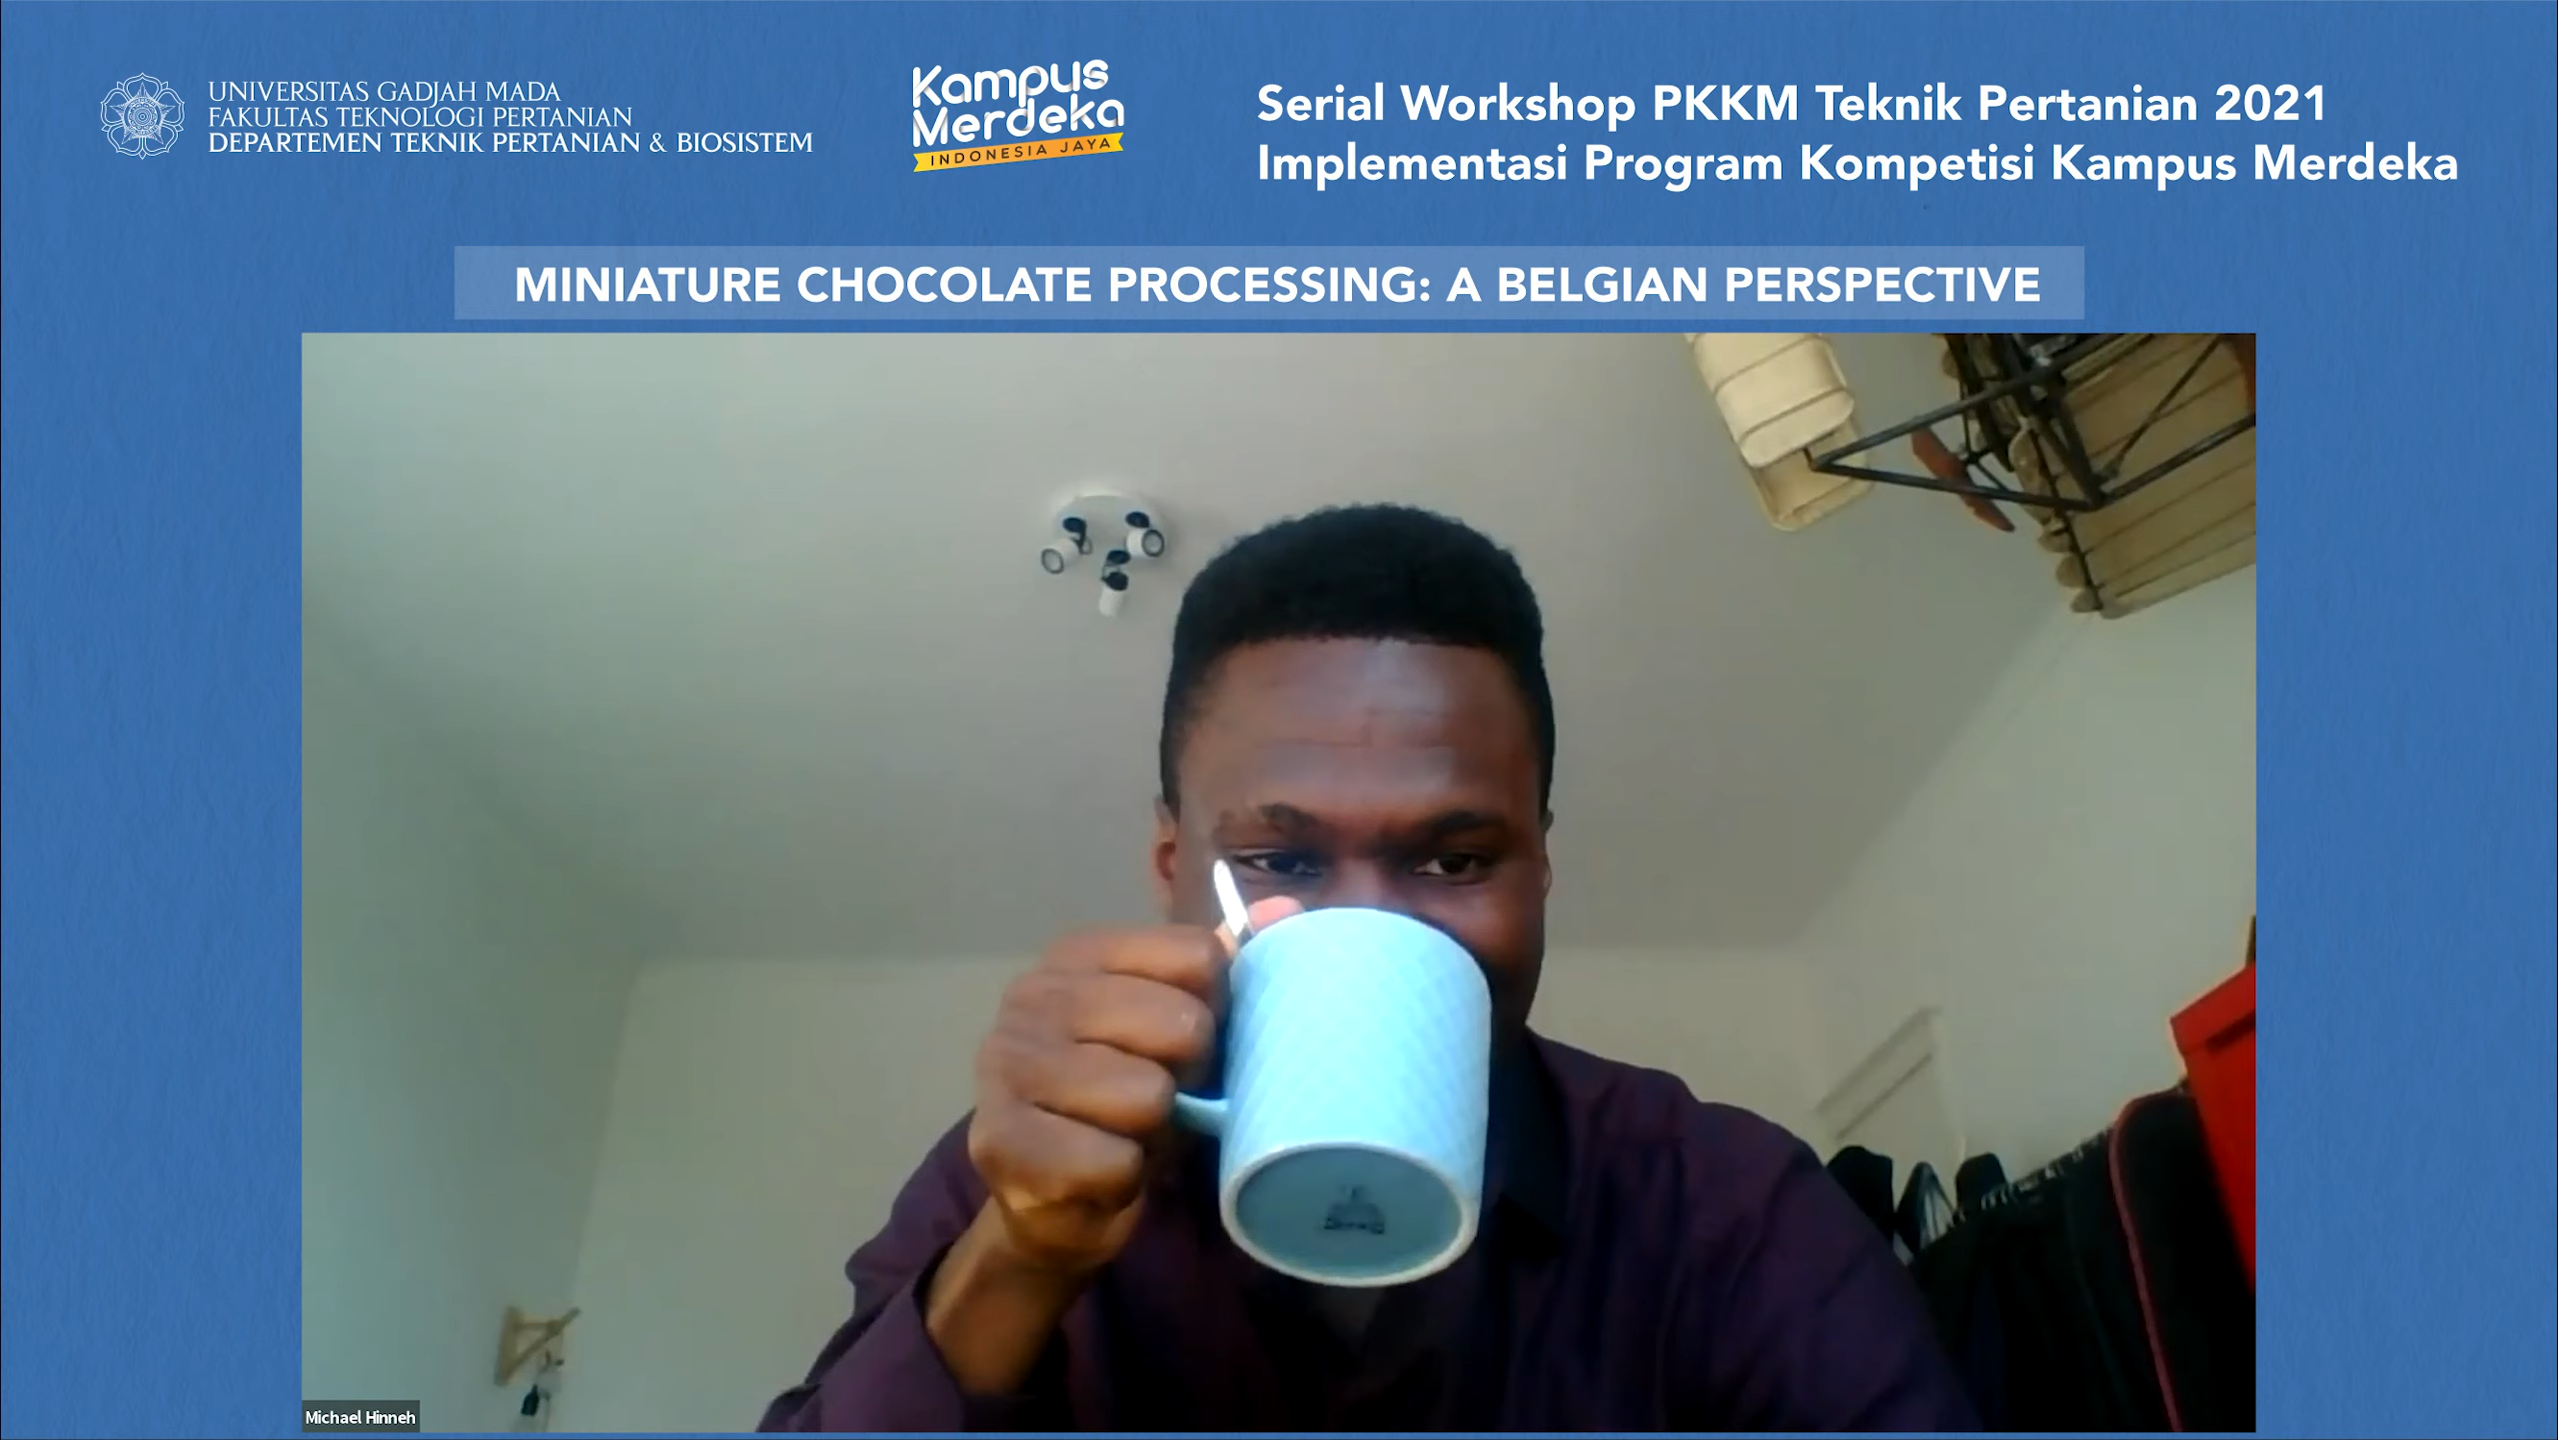 UNIVERSITAS GADJAH MADA
FAKULTAS TEKNOLOGI PERTANIAN
DEPARTEMEN TEKNIK PERTANIAN & BIOSISTEM
Kampus
Merdeka
INDONESIA JAYA
Serial Workshop PKKM Teknik Pertanian 2021
Implementasi Program Kompetisi Kampus Merdeka
MINIATURE CHOCOLATE PROCESSING: A BELGIAN PERSPECTIVE
Michael Hinneh